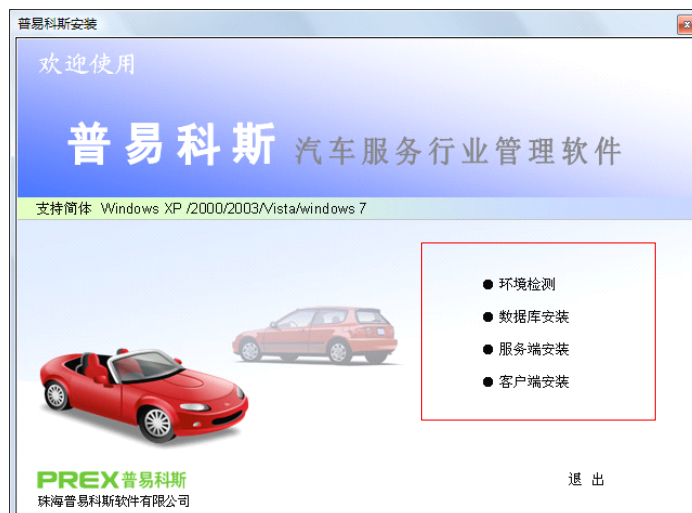 普易科斯安装
欢迎使用
普易科斯 汽车服务行业管理软件
支持简体 Windows XP /2000/2003/Vista/windows 7
● 环境检测
● 数据库安装
● 服务端安装
● 客户端安装
PREX普易科斯
退 出
珠海普易科斯软件有限公司